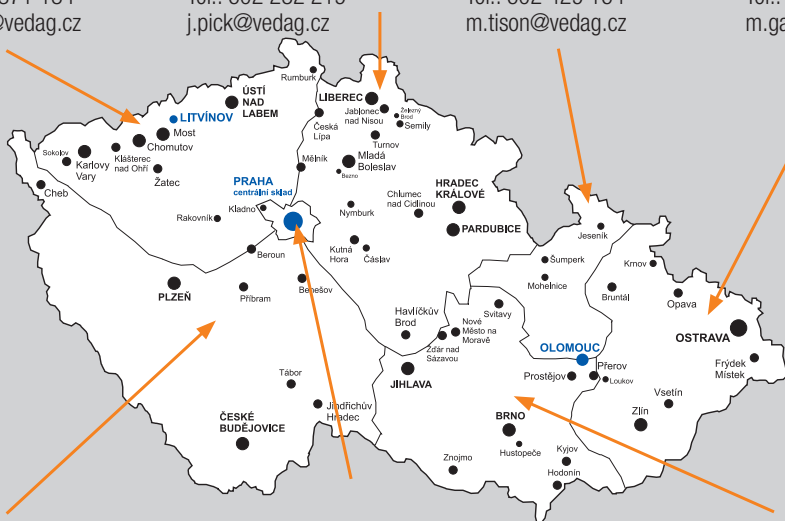 @vedag.cz
j.pick@vedag.cz
m.tison@vedag.cz
Rumburk
ÚSTÍ
NAD
LABEM
LIBEREC
Jablonec
nad Nisou
Železný
Brod
Semily
LITVÍNOV
Most
Chomutov
Česká
Lípa
Turnov
Sokolov
Karlovy
Vary
Klášterec
nad Ohří
Žatec
Mělník
Mladá
Boleslav
Bezno
Cheb
PRAHA
centrální sklad
HRADEC
KRÁLOVÉ
Chlumec
nad Cidlinou
Rakovník
Kladno
Nymburk
PARDUBICE
Jeseník
Beroun
Kutná
Hora
Čáslav
Šumperk
Krnov
PLZEŇ
Příbram
Benešov
Mohelnice
Bruntál
Opava
Havlíčkův
Brod
Nové
Město na
Moravě
Svitavy
OSTRAVA
Žďár nad
Sázavou
OLOMOUC
Frýdek
Místek
JIHLAVA
Prostějov
Přerov
Loukov
Tábor
Vsetín
Jindřichův
Hradec
Zlín
ČESKÉ
BUDĚJOVICE
BRNO
Hustopeče
Znojmo
Kyjov
Hodonín